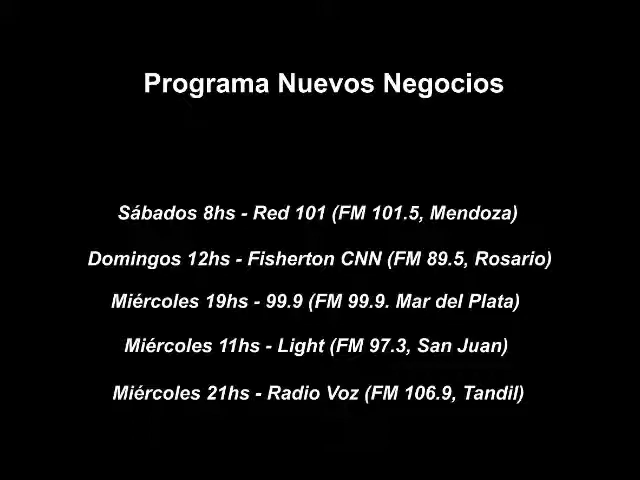 Programa Nuevos Negocios
Sábados 8hs - Red 101 (FM 101.5, Mendoza)
Domingos 12hs - Fisherton CNN (FM 89.5, Rosario)
Miércoles 19hs - 99.9 (FM 99.9. Mar del Plata)
Miércoles 11hs - Light (FM 97.3, San Juan)
Miércoles 21hs - Radio Voz (FM 106.9, Tandil)